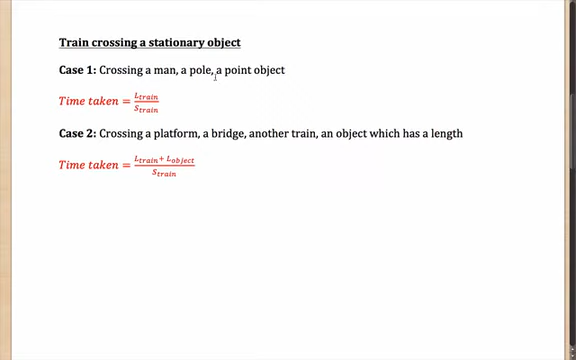 Train crossing a stationary object
Case 1: Crossing a man, a pole, a point object
Time taken = L_train / S_train
Case 2: Crossing a platform, a bridge, another train, an object which has a length
Time taken = L_train + L_object / S_train